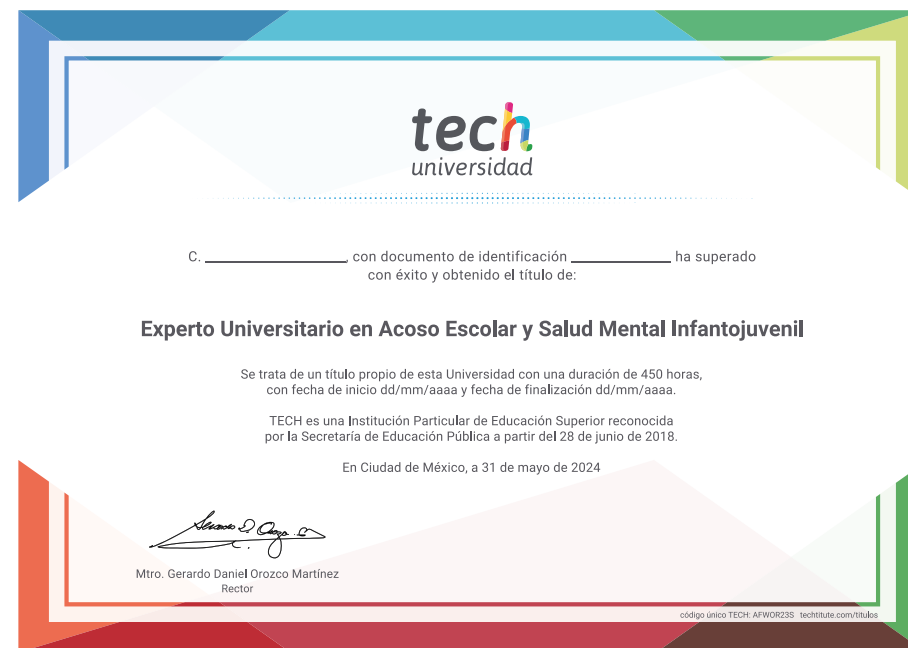 tech
universidad
C. ____________, con documento de identificación ____________ ha superado
con éxito y obtenido el título de:
Experto Universitario en Acoso Escolar y Salud Mental Infantojuvenil
Se trata de un título propio de esta Universidad con una duración de 450 horas,
con fecha de inicio dd/mm/aaaa y fecha de finalización dd/mm/aaaa.
TECH es una Institución Particular de Educación Superior reconocida
por la Secretaría de Educación Pública a partir del 28 de junio de 2018.
En Ciudad de México, a 31 de mayo de 2024
Mtro. Gerardo Daniel Orozco Martínez
Rector
código único TECH: AFWOR23S techtitute.com/titulos